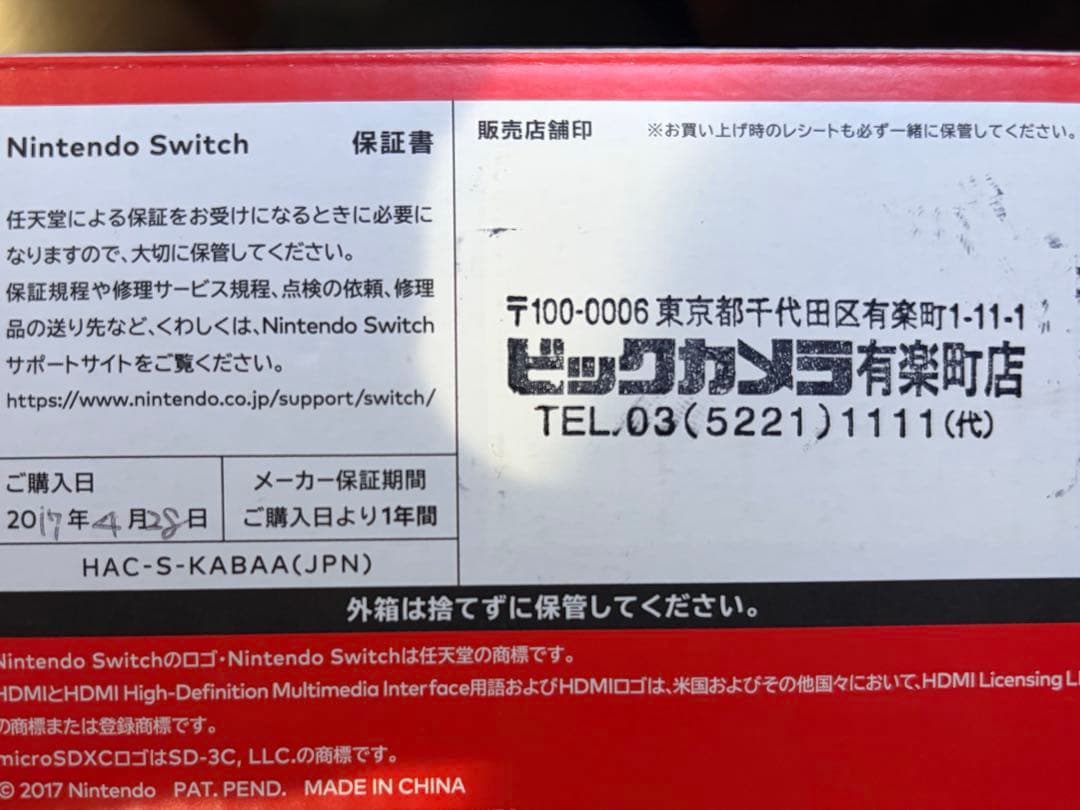 Nintendo Switch 保証書
任天堂による保証をお受けになるときに必要に
なりますので、大切に保管してください。
保証規程や修理サービス規程、点検の依頼、修理
品の送り先など、くわしくは、Nintendo Switch
サポートサイトをご覧ください。
https://www.nintendo.co.jp/support/switch/
ご購入日
2017年4月28日
メーカー保証期間
ご購入日より1年間
HAC-S-KABAA(JPN)
販売店舗印 ※お買い上げ時のレシートも必ず一緒に保管してください。
〒100-0006 東京都千代田区有楽町1-11-1
ビックカメラ有楽町店
TEL.03(5221)1111(代)
外箱は捨てずに保管してください。
Nintendo Switchのロゴ・Nintendo Switchは任天堂の商標です。
HDMIとHDMI High-Definition Multimedia Interface用語およびHDMIロゴは、米国およびその他国々において、HDMI Licensing
の商標または登録商標です。
microSDXCロゴはSD-3C, LLC.の商標です。
© 2017 Nintendo PAT. PEND. MADE IN CHINA